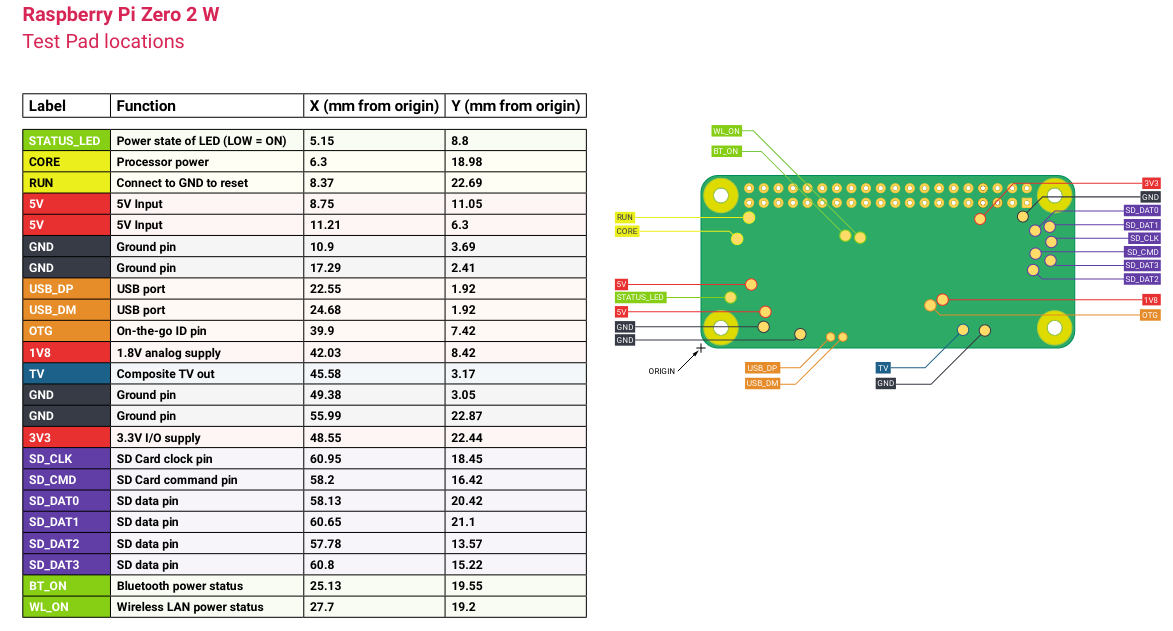 Raspberry Pi Zero 2 W
Test Pad locations
Label Function X (mm from origin) Y (mm from origin)
STATUS_LED Power state of LED (LOW = ON) 5.15 8.8
CORE Processor power 6.3 18.98
RUN Connect to GND to reset 8.37 22.69
5V 5V Input 8.75 11.05
5V 5V Input 11.21 6.3
GND Ground pin 10.9 3.69
GND Ground pin 17.29 2.41
USB_DP USB port 22.55 1.92
USB_DM USB port 24.68 1.92
OTG On-the-go ID pin 39.9 7.42
1V8 1.8V analog supply 42.03 8.42
TV Composite TV out 45.58 3.17
GND Ground pin 49.38 3.05
GND Ground pin 55.99 22.87
3V3 3.3V I/O supply 48.55 22.44
SD_CLK SD Card clock pin 60.95 18.45
SD_CMD SD Card command pin 58.2 16.42
SD_DAT0 SD data pin 58.13 20.42
SD_DAT1 SD data pin 60.65 21.1
SD_DAT2 SD data pin 57.78 13.57
SD_DAT3 SD data pin 60.8 15.22
BT_ON Bluetooth power status 25.13 19.55
WL_ON Wireless LAN power status 27.7 19.2
WL_ON
BT_ON
RUN
CORE
5V
STATUS_LED
5V
GND
GND
ORIGIN
USB_DP
USB_DM
TV
GND
3V3
GND
SD_DAT0
SD_DAT1
SD_CLK
SD_CMD
SD_DAT3
SD_DAT2
1V8
OTG